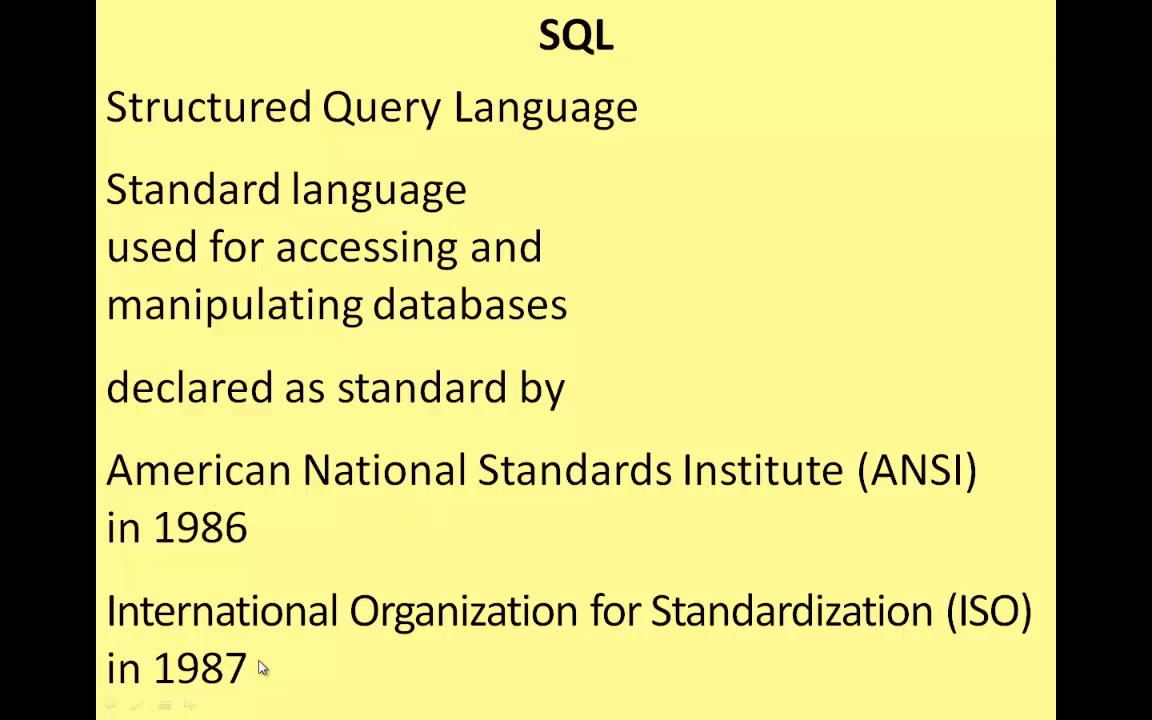 SQL
Structured Query Language
Standard language
used for accessing and
manipulating databases
declared as standard by
American National Standards Institute (ANSI)
in 1986
International Organization for Standardization (ISO)
in 1987